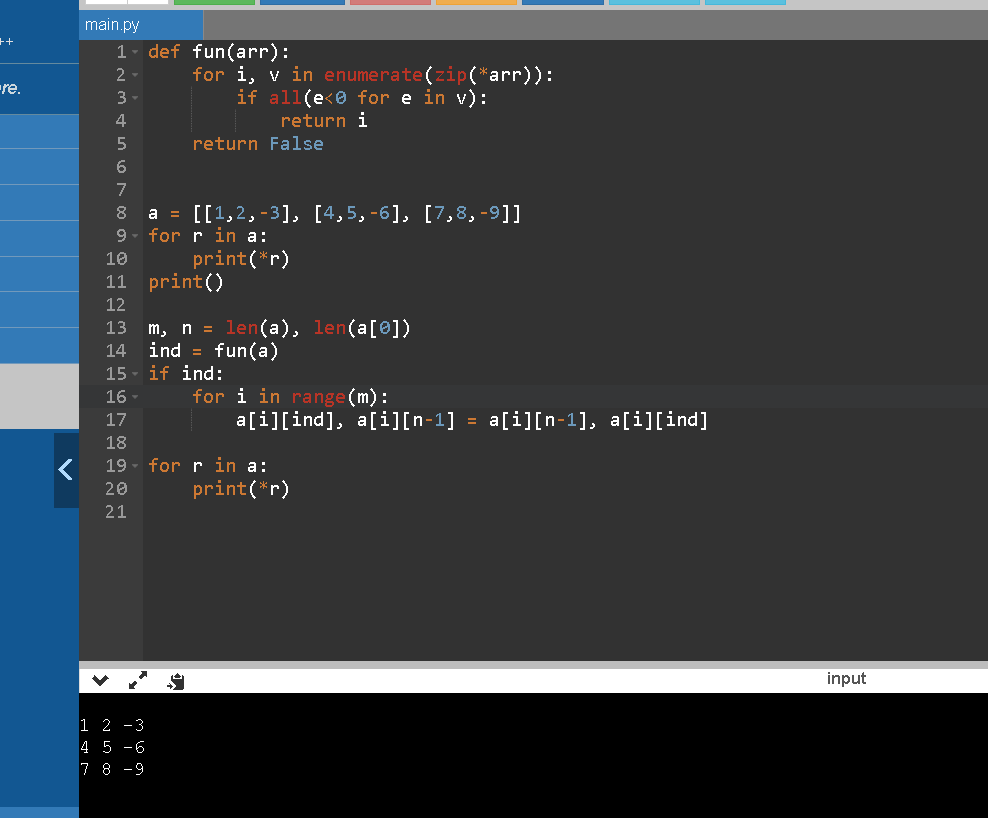 main.py
++
re.
1 def fun(arr):
2 for i, v in enumerate(zip(*arr)):
3 if all(e<0 for e in v):
4 return i
5 return False
6
7
8 a = [[1,2,-3], [4,5,-6], [7,8,-9]]
9 for r in a:
10 print(*r)
11 print()
12
13 m, n = len(a), len(a[0])
14 ind = fun(a)
15 if ind:
16 for i in range(m):
17 a[i][ind], a[i][n-1] = a[i][n-1], a[i][ind]
18
19 for r in a:
20 print(*r)
21
input
1 2 -3
4 5 -6
7 8 -9